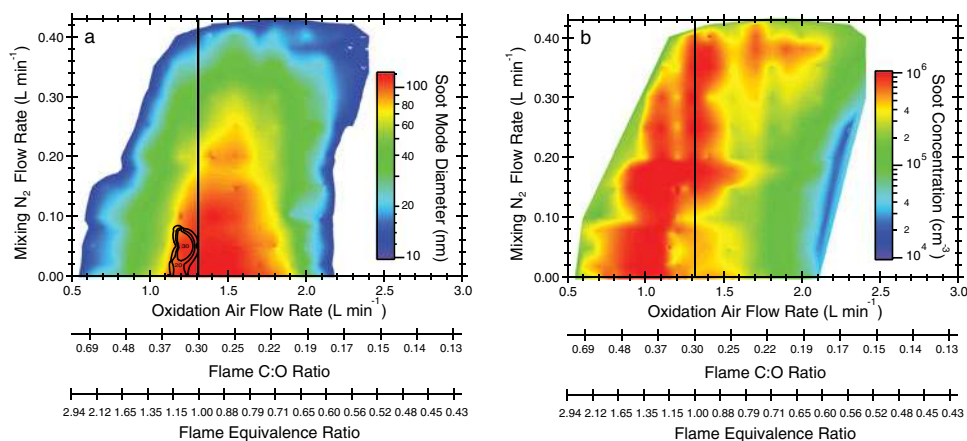 a
Mixing N₂ Flow Rate (L min⁻¹)
0.40
0.30
0.20
0.10
0.00
30
0.5 1.0 1.5 2.0 2.5 3.0
Oxidation Air Flow Rate (L min⁻¹)
100
80
60
40
20
10
Soot Mode Diameter (nm)
0.69 0.48 0.37 0.30 0.25 0.22 0.19 0.17 0.15 0.14 0.13
Flame C:O Ratio
2.94 2.12 1.65 1.35 1.15 1.00 0.88 0.79 0.71 0.65 0.60 0.56 0.52 0.48 0.45 0.43
Flame Equivalence Ratio
b
Mixing N₂ Flow Rate (L min⁻¹)
0.40
0.30
0.20
0.10
0.00
0.5 1.0 1.5 2.0 2.5 3.0
Oxidation Air Flow Rate (L min⁻¹)
10⁶
4
2
10⁵
4
2
10⁴
Soot Concentration (cm⁻³)
0.69 0.48 0.37 0.30 0.25 0.22 0.19 0.17 0.15 0.14 0.13
Flame C:O Ratio
2.94 2.12 1.65 1.35 1.15 1.00 0.88 0.79 0.71 0.65 0.60 0.56 0.52 0.48 0.45 0.43
Flame Equivalence Ratio